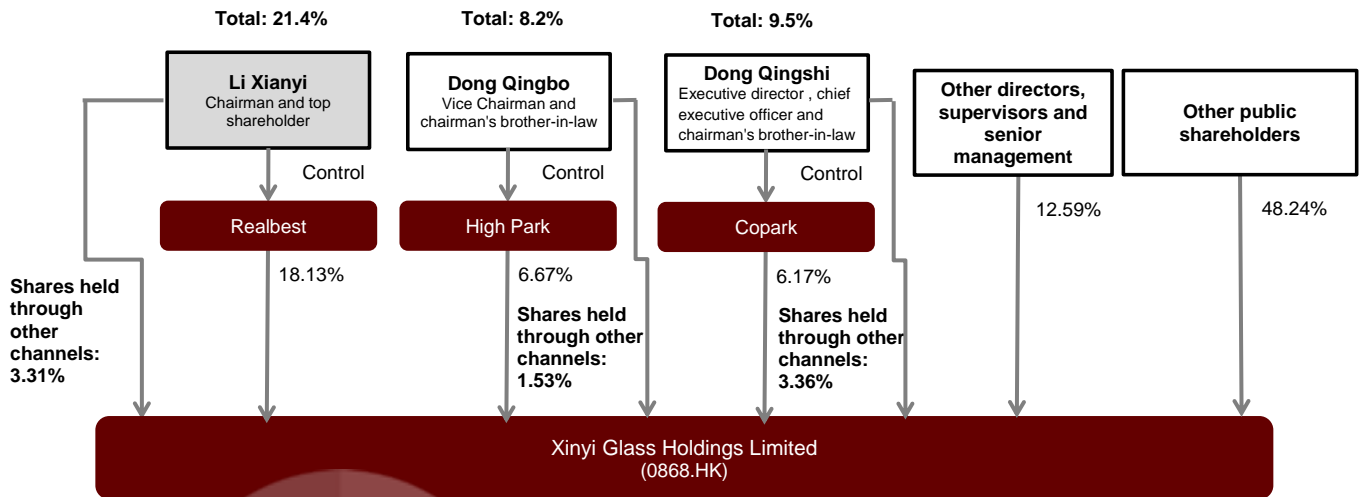 Total: 21.4%
Total: 8.2%
Total: 9.5%
Li Xianyi
Chairman and top
shareholder
Dong Qingbo
Vice Chairman and
chairman's brother-in-law
Dong Qingshi
Executive director , chief
executive officer and
chairman's brother-in-law
Other directors,
supervisors and
senior
management
Other public
shareholders
Control
Control
Control
Realbest
High Park
Copark
12.59%
48.24%
18.13%
6.67%
6.17%
Shares held
through
other
channels:
3.31%
Shares held
through other
channels:
1.53%
Shares held
through other
channels:
3.36%
Xinyi Glass Holdings Limited
(0868.HK)